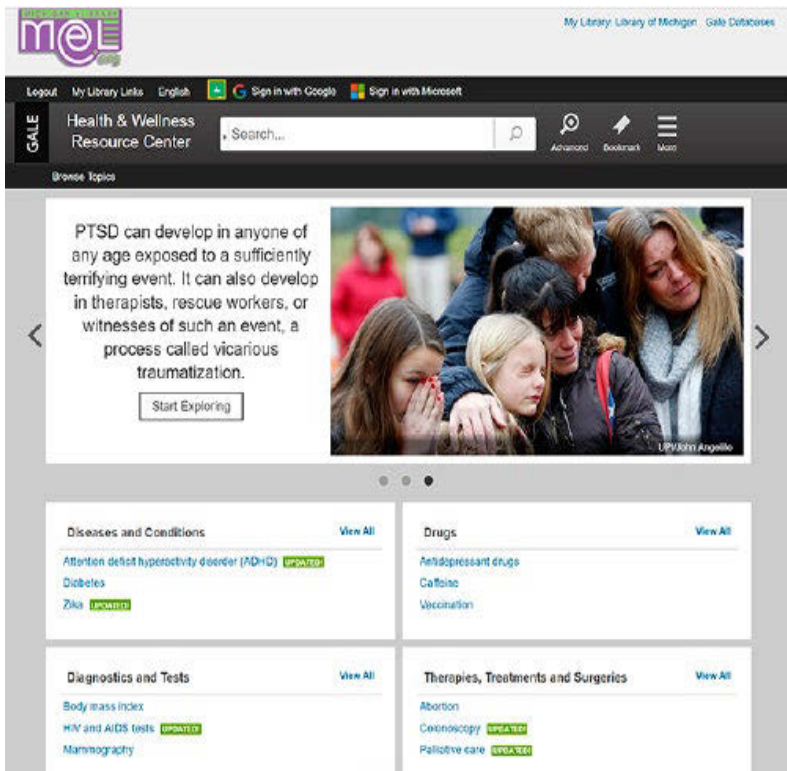 MICHIGAN eLIBRARY
meL
.org
My Library: Library of Michigan Gale Databases
Logout My Library Links English Sign in with Google Sign in with Microsoft
GALE
Health & Wellness
Resource Center
Search...
Advanced Bookmark More
Browse Topics
PTSD can develop in anyone of
any age exposed to a sufficiently
terrifying event. It can also develop
in therapists, rescue workers, or
witnesses of such an event, a
process called vicarious
traumatization.
Start Exploring
UPI/John Angelillo
Diseases and Conditions View All
Attention deficit hyperactivity disorder (ADHD) UPDATED!
Diabetes
Zika UPDATED!
Drugs View All
Antidepressant drugs
Caffeine
Vaccination
Diagnostics and Tests View All
Body mass index
HIV and AIDS tests UPDATED!
Mammography
Therapies, Treatments and Surgeries View All
Abortion
Colonoscopy UPDATED!
Palliative care UPDATED!